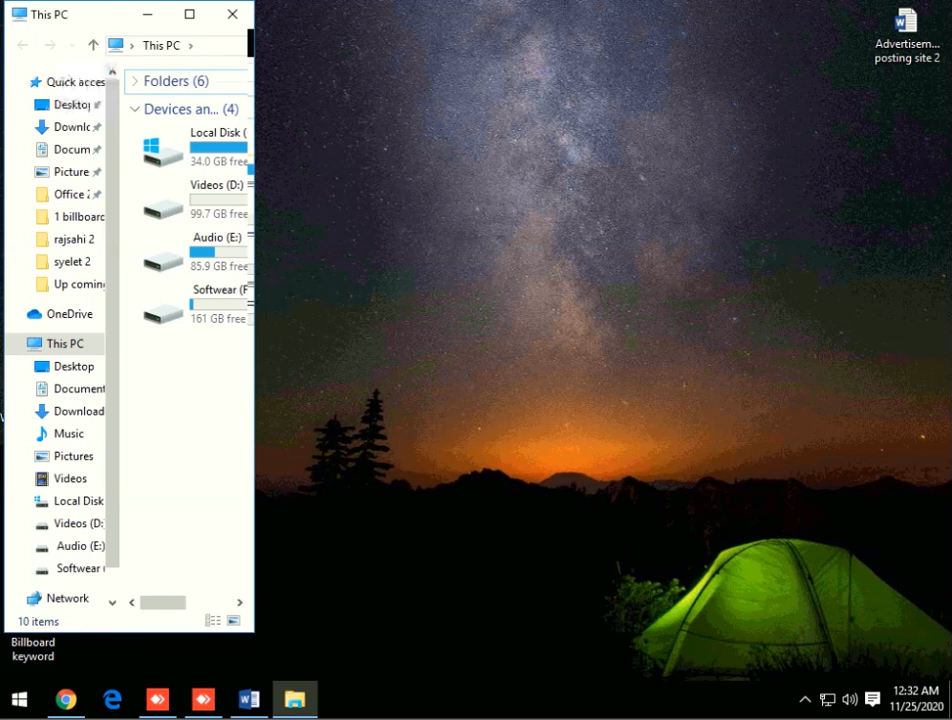 This PC
This PC
Quick acces
Desktop
Downlc
Docum
Picture
Office 2
1 billboard
rajsahi 2
syelet 2
Up coming
OneDrive
This PC
Desktop
Document
Download
Music
Pictures
Videos
Local Disk
Videos (D:)
Audio (E:)
Softwear (
Network
Folders (6)
Devices an... (4)
Local Disk (
34.0 GB free
Videos (D:)
99.7 GB free
Audio (E:)
85.9 GB free
Softwear (F
161 GB free
10 items
Advertisem...
posting site 2
Billboard
keyword
12:32 AM
11/25/2020